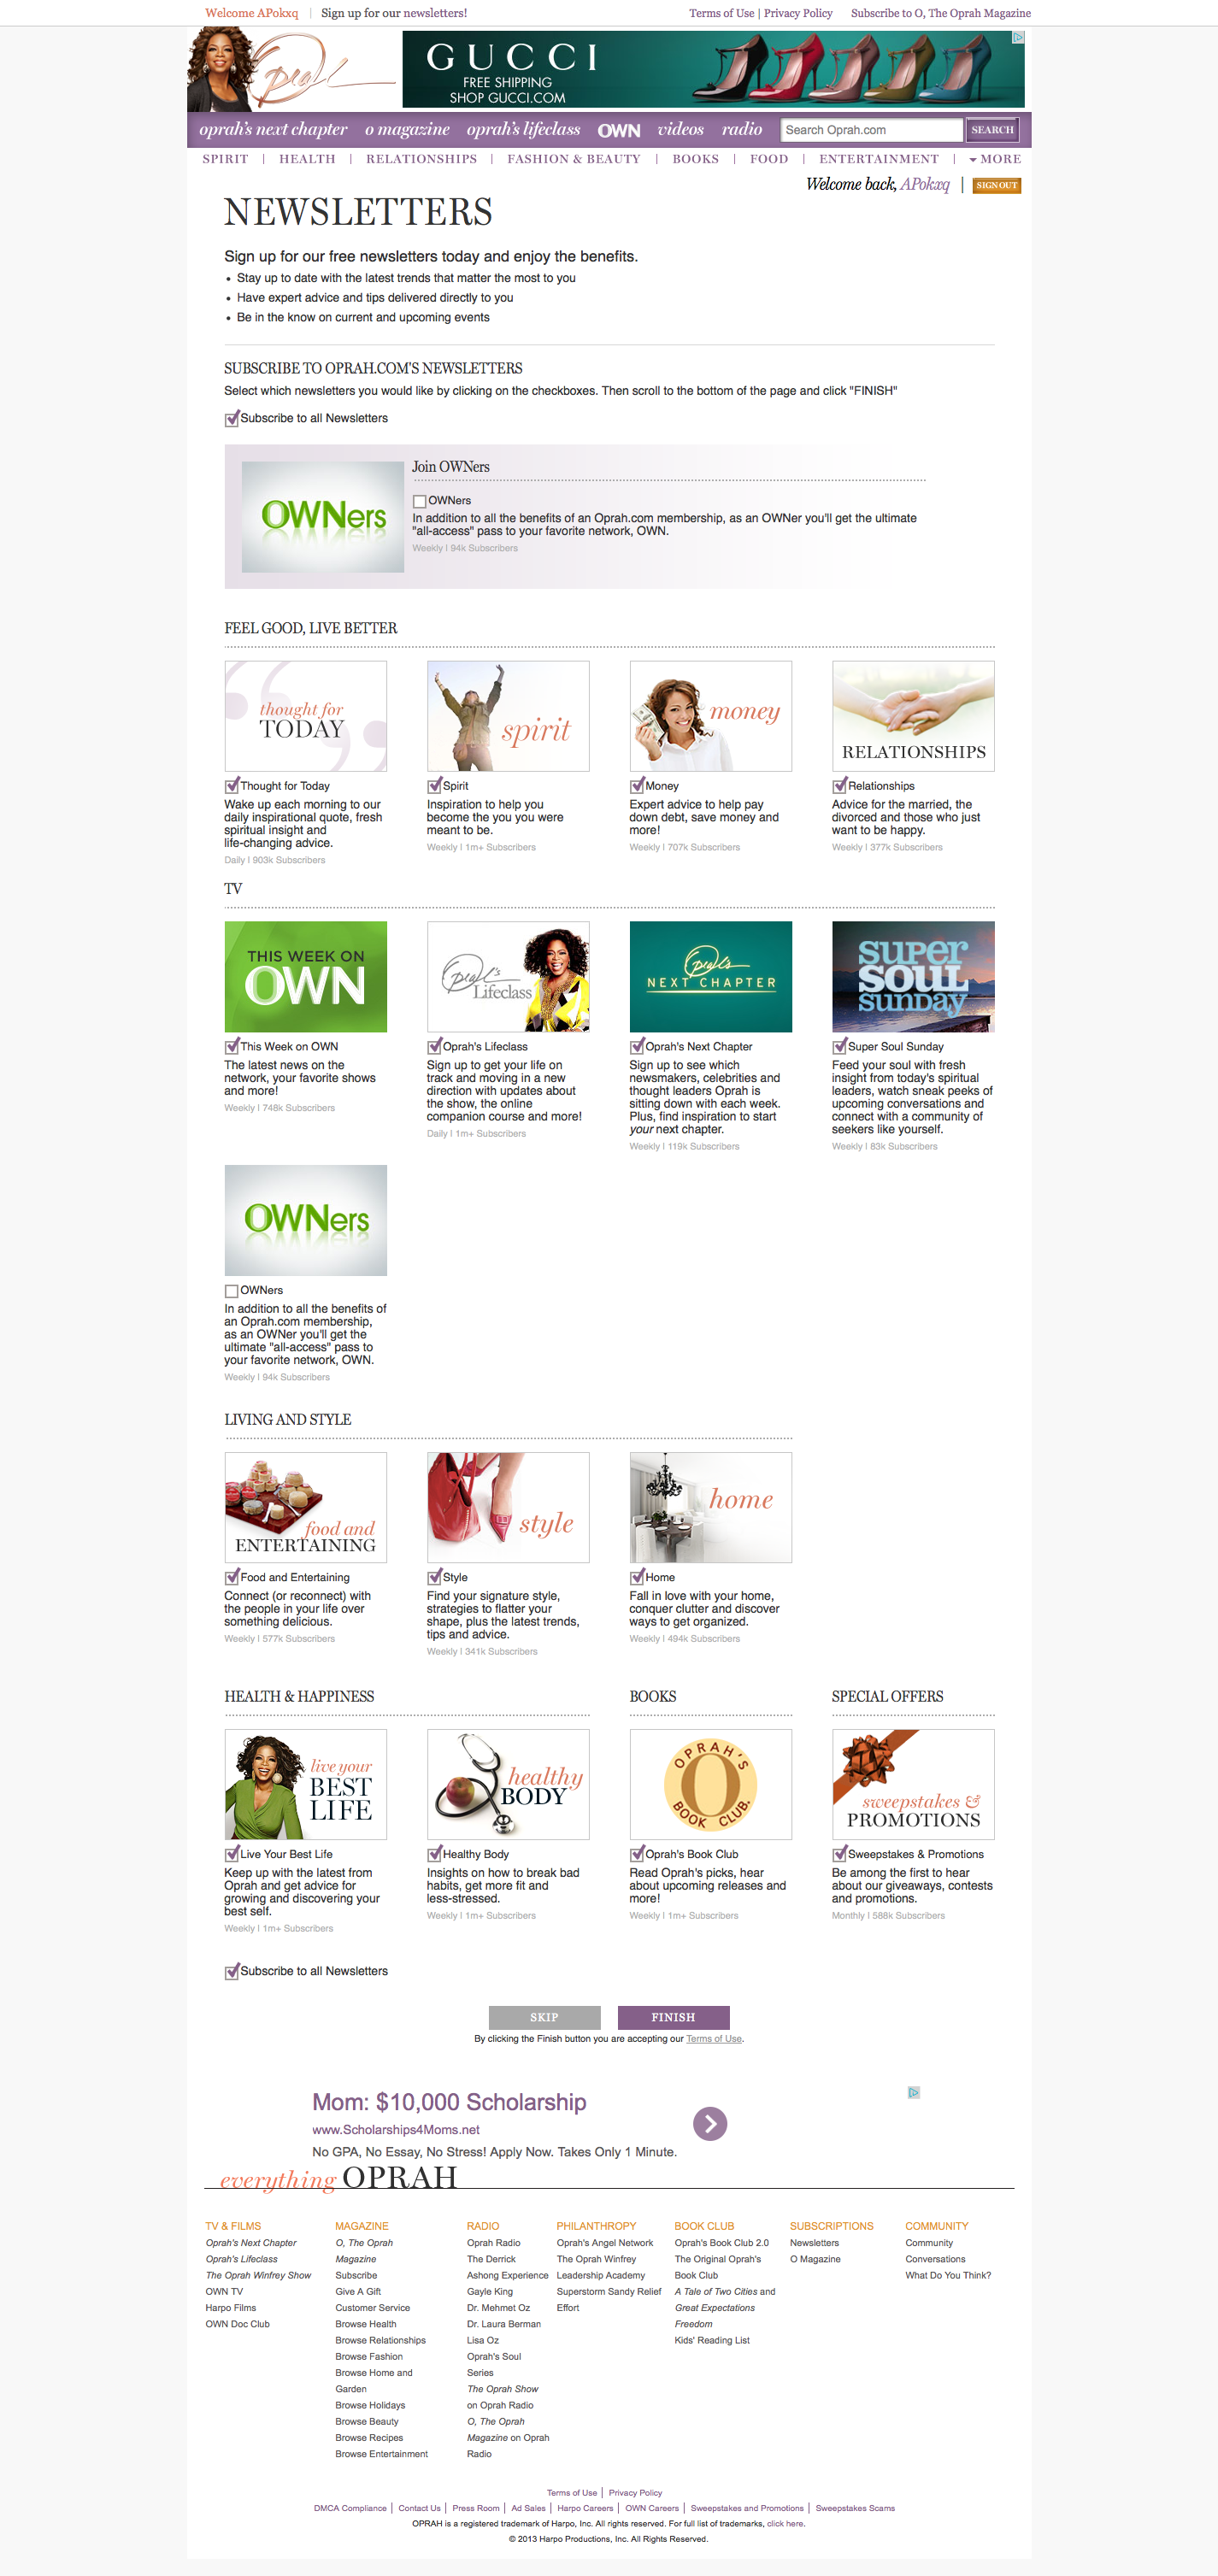 Welcome APokxq | Sign up for our newsletters!
Terms of Use | Privacy Policy Subscribe to O, The Oprah Magazine
Oprah
GUCCI
FREE SHIPPING
SHOP GUCCI.COM
oprah's next chapter o magazine oprah's lifeclass OWN videos radio Search Oprah.com SEARCH
SPIRIT | HEALTH | RELATIONSHIPS | FASHION & BEAUTY | BOOKS | FOOD | ENTERTAINMENT | MORE
Welcome back, APokxq | SIGN OUT
NEWSLETTERS
Sign up for our free newsletters today and enjoy the benefits.
• Stay up to date with the latest trends that matter the most to you
• Have expert advice and tips delivered directly to you
• Be in the know on current and upcoming events
SUBSCRIBE TO OPRAH.COM'S NEWSLETTERS
Select which newsletters you would like by clicking on the checkboxes. Then scroll to the bottom of the page and click "FINISH"
Subscribe to all Newsletters
OWNers
Join OWNers
OWNers
In addition to all the benefits of an Oprah.com membership, as an OWNer you'll get the ultimate
"all-access" pass to your favorite network, OWN.
Weekly | 94k Subscribers
FEEL GOOD, LIVE BETTER
thought for
TODAY
Thought for Today
Wake up each morning to our
daily inspirational quote, fresh
spiritual insight and
life-changing advice.
Daily | 903k Subscribers
spirit
Spirit
Inspiration to help you
become the you you were
meant to be.
Weekly | 1m+ Subscribers
money
Money
Expert advice to help pay
down debt, save money and
more!
Weekly | 707k Subscribers
RELATIONSHIPS
Relationships
Advice for the married, the
divorced and those who just
want to be happy.
Weekly | 377k Subscribers
TV
THIS WEEK ON
OWN
This Week on OWN
The latest news on the
network, your favorite shows
and more!
Weekly | 748k Subscribers
Oprah's
Lifeclass
Oprah's Lifeclass
Sign up to get your life on
track and moving in a new
direction with updates about
the show, the online
companion course and more!
Daily | 1m+ Subscribers
Oprah's
NEXT CHAPTER
Oprah's Next Chapter
Sign up to see which
newsmakers, celebrities and
thought leaders Oprah is
sitting down with each week.
Plus, find inspiration to start
your next chapter.
Weekly | 119k Subscribers
SUPER
SOUL
SUNDAY
Super Soul Sunday
Feed your soul with fresh
insight from today's spiritual
leaders, watch sneak peeks of
upcoming conversations and
connect with a community of
seekers like yourself.
Weekly | 83k Subscribers
OWNers
OWNers
In addition to all the benefits of
an Oprah.com membership,
as an OWNer you'll get the
ultimate "all-access" pass to
your favorite network, OWN.
Weekly | 94k Subscribers
LIVING AND STYLE
food and
ENTERTAINING
Food and Entertaining
Connect (or reconnect) with
the people in your life over
something delicious.
Weekly | 577k Subscribers
style
Style
Find your signature style,
strategies to flatter your
shape, plus the latest trends,
tips and advice.
Weekly | 341k Subscribers
home
Home
Fall in love with your home,
conquer clutter and discover
ways to get organized.
Weekly | 494k Subscribers
HEALTH & HAPPINESS
live your
BEST
LIFE
Live Your Best Life
Keep up with the latest from
Oprah and get advice for
growing and discovering your
best self.
Weekly | 1m+ Subscribers
healthy
BODY
Healthy Body
Insights on how to break bad
habits, get more fit and
less-stressed.
Weekly | 1m+ Subscribers
BOOKS
OPRAH'S
O
BOOK CLUB.
Oprah's Book Club
Read Oprah's picks, hear
about upcoming releases and
more!
Weekly | 1m+ Subscribers
SPECIAL OFFERS
sweepstakes &
PROMOTIONS
Sweepstakes & Promotions
Be among the first to hear
about our giveaways, contests
and promotions.
Monthly | 588k Subscribers
Subscribe to all Newsletters
SKIP FINISH
By clicking the Finish button you are accepting our Terms of Use.
Mom: $10,000 Scholarship
www.Scholarships4Moms.net
No GPA, No Essay, No Stress! Apply Now. Takes Only 1 Minute.
everything OPRAH
TV & FILMS
Oprah's Next Chapter
Oprah's Lifeclass
The Oprah Winfrey Show
OWN TV
Harpo Films
OWN Doc Club
MAGAZINE
O, The Oprah
Magazine
Subscribe
Give A Gift
Customer Service
Browse Health
Browse Relationships
Browse Fashion
Browse Home and
Garden
Browse Holidays
Browse Beauty
Browse Recipes
Browse Entertainment
RADIO
Oprah Radio
The Derrick
Ashong Experience
Gayle King
Dr. Mehmet Oz
Dr. Laura Berman
Lisa Oz
Oprah's Soul
Series
The Oprah Show
on Oprah Radio
O, The Oprah
Magazine on Oprah
Radio
PHILANTHROPY
Oprah's Angel Network
The Oprah Winfrey
Leadership Academy
Superstorm Sandy Relief
Effort
BOOK CLUB
Oprah's Book Club 2.0
The Original Oprah's
Book Club
A Tale of Two Cities and
Great Expectations
Freedom
Kids' Reading List
SUBSCRIPTIONS
Newsletters
O Magazine
COMMUNITY
Community
Conversations
What Do You Think?
Terms of Use | Privacy Policy
DMCA Compliance | Contact Us | Press Room | Ad Sales | Harpo Careers | OWN Careers | Sweepstakes and Promotions | Sweepstakes Scams
OPRAH is a registered trademark of Harpo, Inc. All rights reserved. For full list of trademarks, click here.
© 2013 Harpo Productions, Inc. All Rights Reserved.